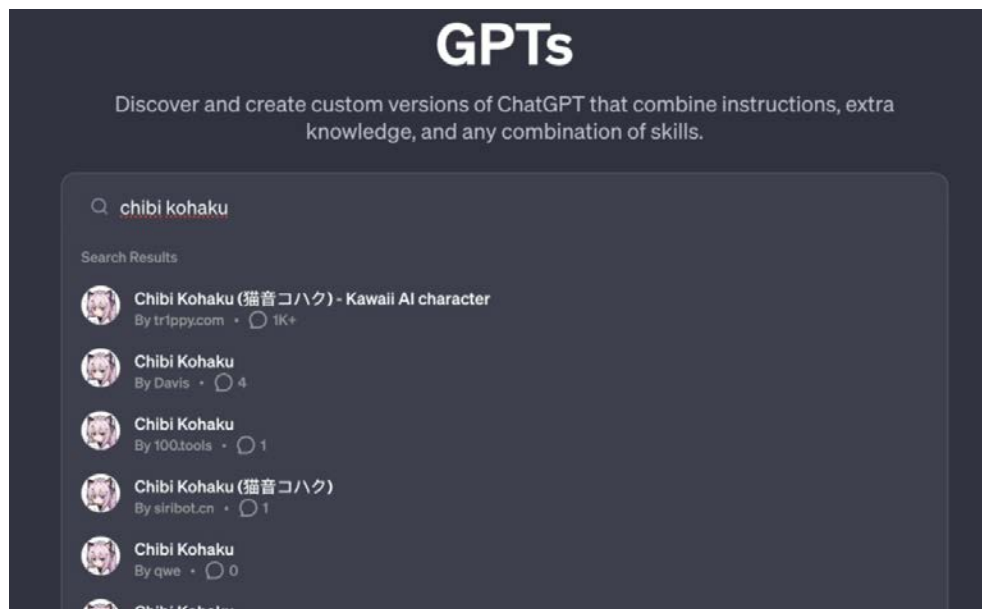 GPTs
Discover and create custom versions of ChatGPT that combine instructions, extra
knowledge, and any combination of skills.
chibi kohaku
Search Results
Chibi Kohaku (猫音コハク) - Kawaii AI character
By tr1ppy.com • 1K+
Chibi Kohaku
By Davis • 4
Chibi Kohaku
By 100.tools • 1
Chibi Kohaku (猫音コハク)
By siribot.cn • 1
Chibi Kohaku
By qwe • 0